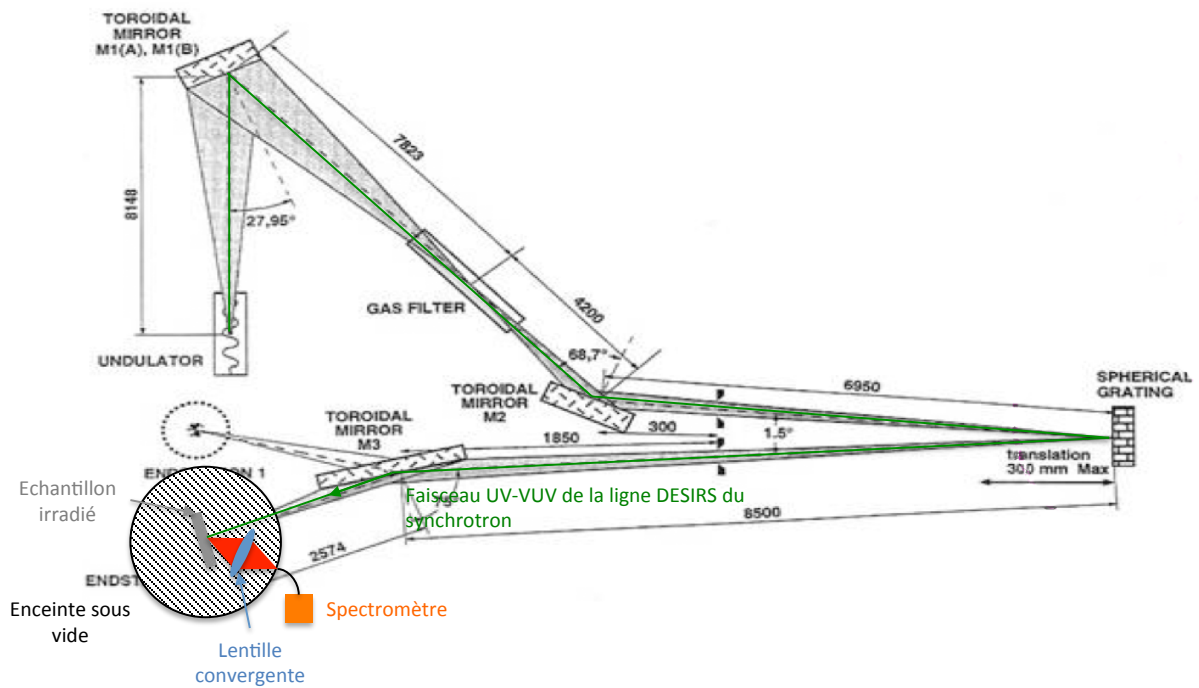 TOROIDAL
MIRROR
M1(A), M1(B)
7823
8148
27,95°
GAS FILTER
4200
68,7°
UNDULATOR
6950
SPHERICAL
GRATING
TOROIDAL
MIRROR
M2
TOROIDAL
MIRROR
M3
300
1850
1.5°
translation
300 mm Max
Echantillon
irradié
Faisceau UV-VUV de la ligne DESIRS du
synchrotron
8500
2574
Enceinte sous
vide
Spectromètre
Lentille
convergente